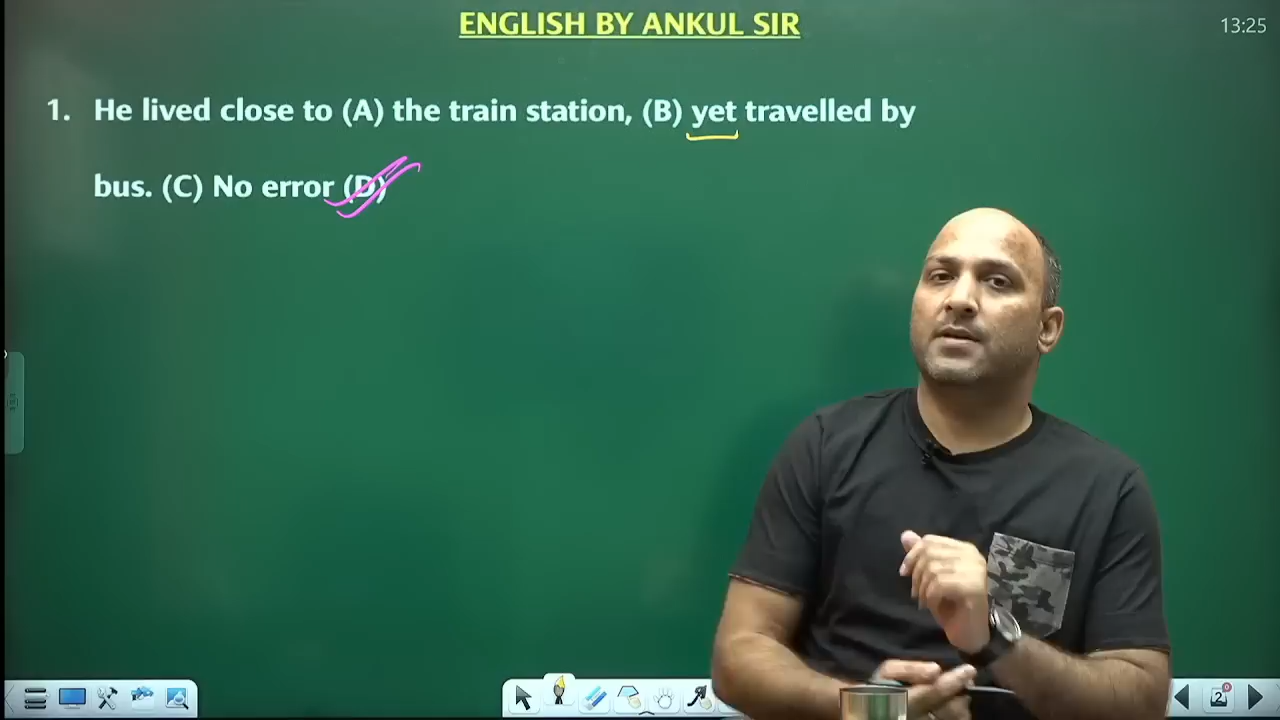 ENGLISH BY ANKUL SIR
13:25
1. He lived close to (A) the train station, (B) yet travelled by
bus. (C) No error (D)
2